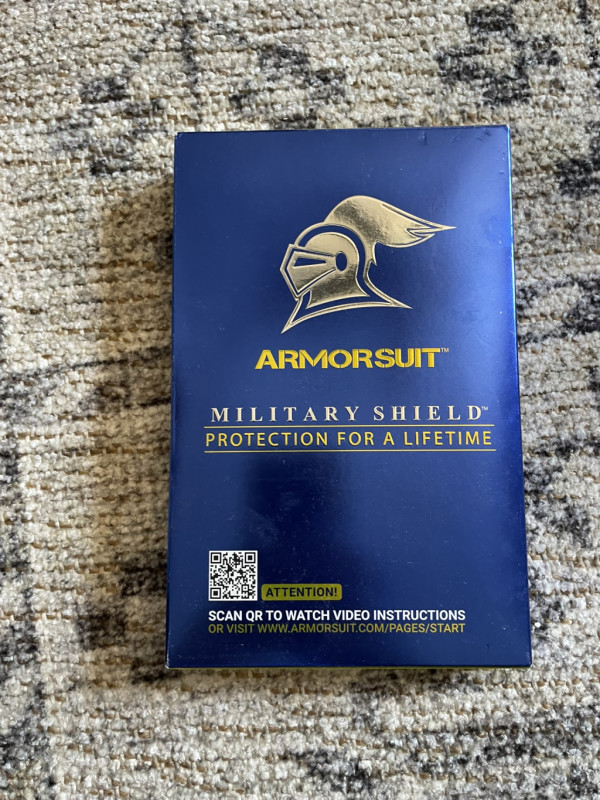 ARMORSUIT™
MILITARY SHIELD™
PROTECTION FOR A LIFETIME
ATTENTION!
SCAN QR TO WATCH VIDEO INSTRUCTIONS
OR VISIT WWW.ARMORSUIT.COM/PAGES/START